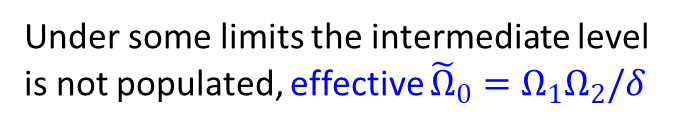 Under some limits the intermediate level
is not populated, effective Ω̃₀ = Ω₁Ω₂/δ